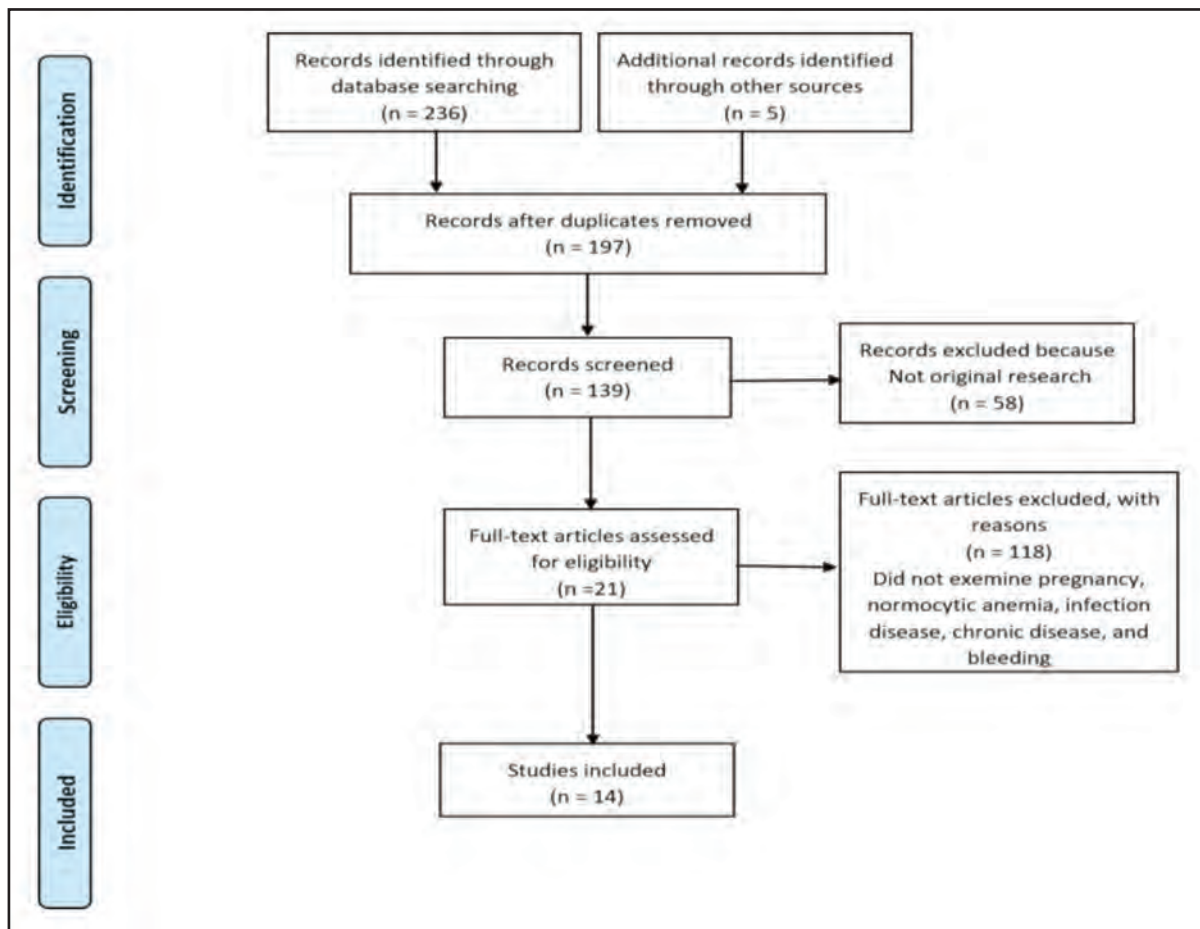 Identification
Records identified through
database searching
(n = 236)
Additional records identified
through other sources
(n = 5)
Records after duplicates removed
(n = 197)
Screening
Records screened
(n = 139)
Records excluded because
Not original research
(n = 58)
Eligibility
Full-text articles assessed
for eligibility
(n =21)
Full-text articles excluded, with
reasons
(n = 118)
Did not exemine pregnancy,
normocytic anemia, infection
disease, chronic disease, and
bleeding
Included
Studies included
(n = 14)